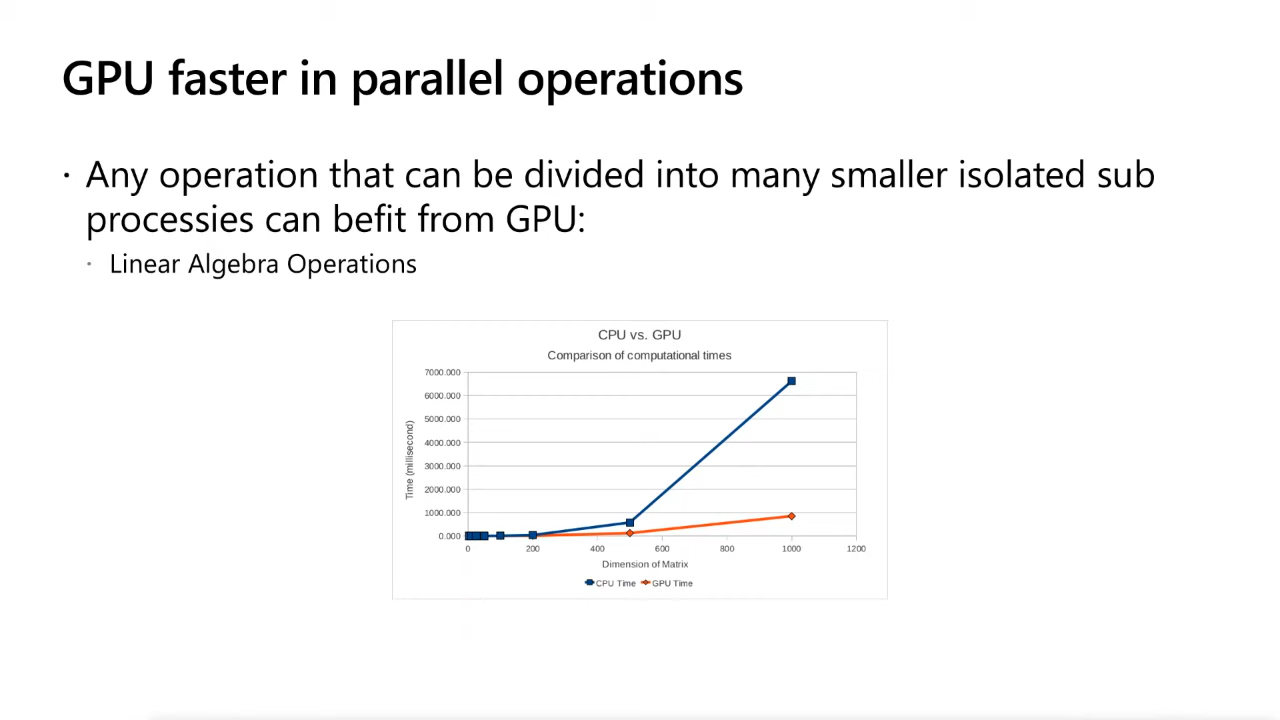 GPU faster in parallel operations
· Any operation that can be divided into many smaller isolated sub
processies can befit from GPU:
· Linear Algebra Operations
CPU vs. GPU
Comparison of computational times
7000.000
6000.000
5000.000
4000.000
3000.000
2000.000
1000.000
0.000
Time (millisecond)
0 200 400 600 800 1000 1200
Dimension of Matrix
CPU Time GPU Time